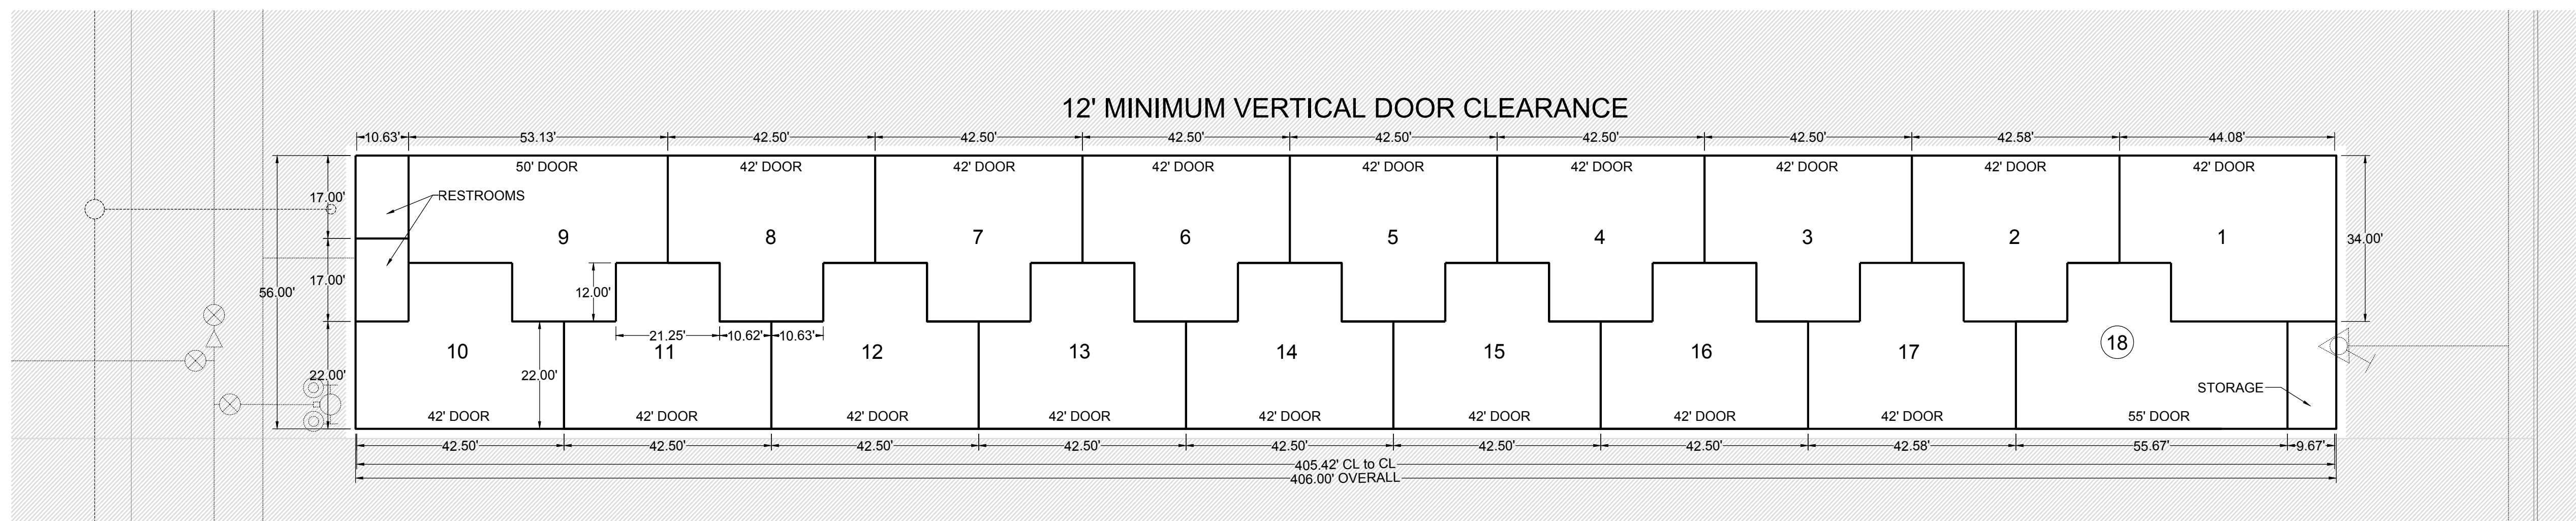 12' MINIMUM VERTICAL DOOR CLEARANCE
10.63' 53.13' 42.50' 42.50' 42.50' 42.50' 42.50' 42.50' 42.58' 44.08'
50' DOOR 42' DOOR 42' DOOR 42' DOOR 42' DOOR 42' DOOR 42' DOOR 42' DOOR 42' DOOR
17.00' RESTROOMS
9 8 7 6 5 4 3 2 1 34.00'
17.00'
56.00' 12.00'
21.25' 10.62' 10.63'
10 11 12 13 14 15 16 17 18
22.00' 22.00'
STORAGE
42' DOOR 42' DOOR 42' DOOR 42' DOOR 42' DOOR 42' DOOR 42' DOOR 42' DOOR 55' DOOR
42.50' 42.50' 42.50' 42.50' 42.50' 42.50' 42.50' 42.58' 55.67' 9.67'
405.42' CL to CL
406.00' OVERALL